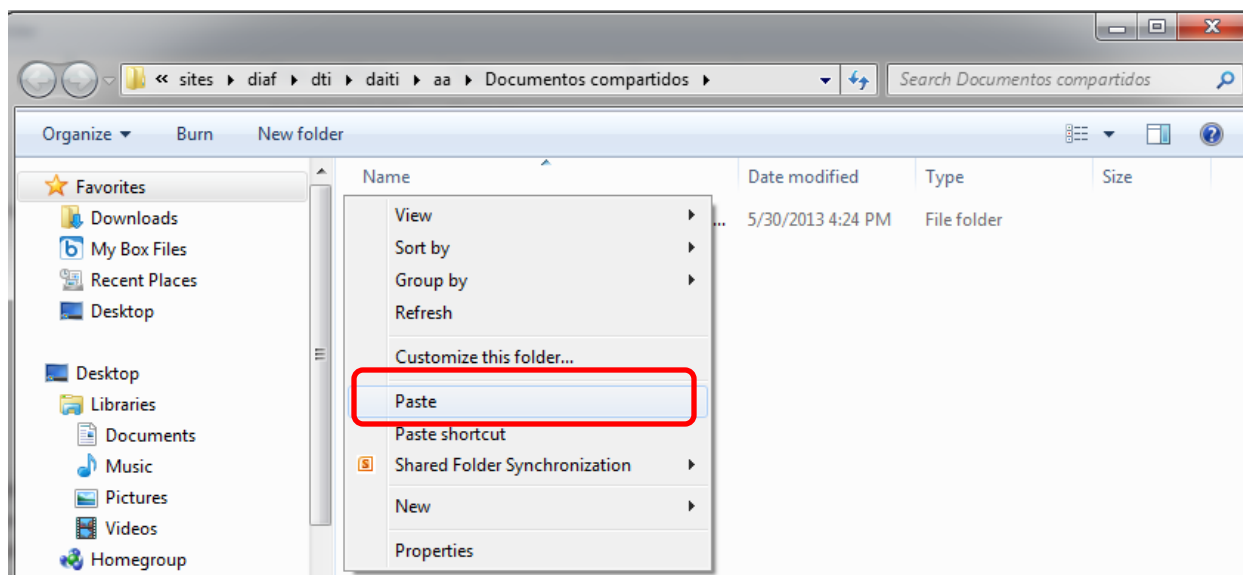 « sites ▸ diaf ▸ dti ▸ daiti ▸ aa ▸ Documentos compartidos ▸
Search Documentos compartidos
Organize ▾ Burn New folder
Name Date modified Type Size
... 5/30/2013 4:24 PM File folder
Favorites
Downloads
My Box Files
Recent Places
Desktop
Desktop
Libraries
Documents
Music
Pictures
Videos
Homegroup
View
Sort by
Group by
Refresh
Customize this folder...
Paste
Paste shortcut
Shared Folder Synchronization
New
Properties